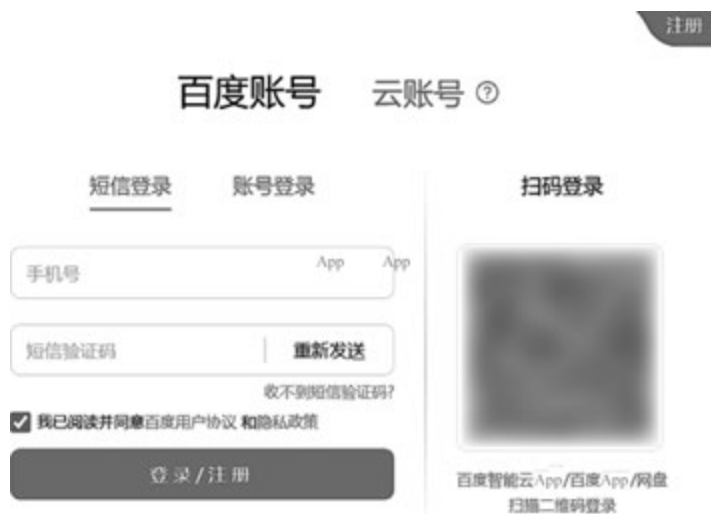 注册
百度账号 云账号 ?
短信登录 账号登录
手机号 App App
短信验证码 重新发送
收不到短信验证码?
我已阅读并同意百度用户协议 和隐私政策
登录/注册
扫码登录
百度智能云App/百度App/网盘
扫描二维码登录